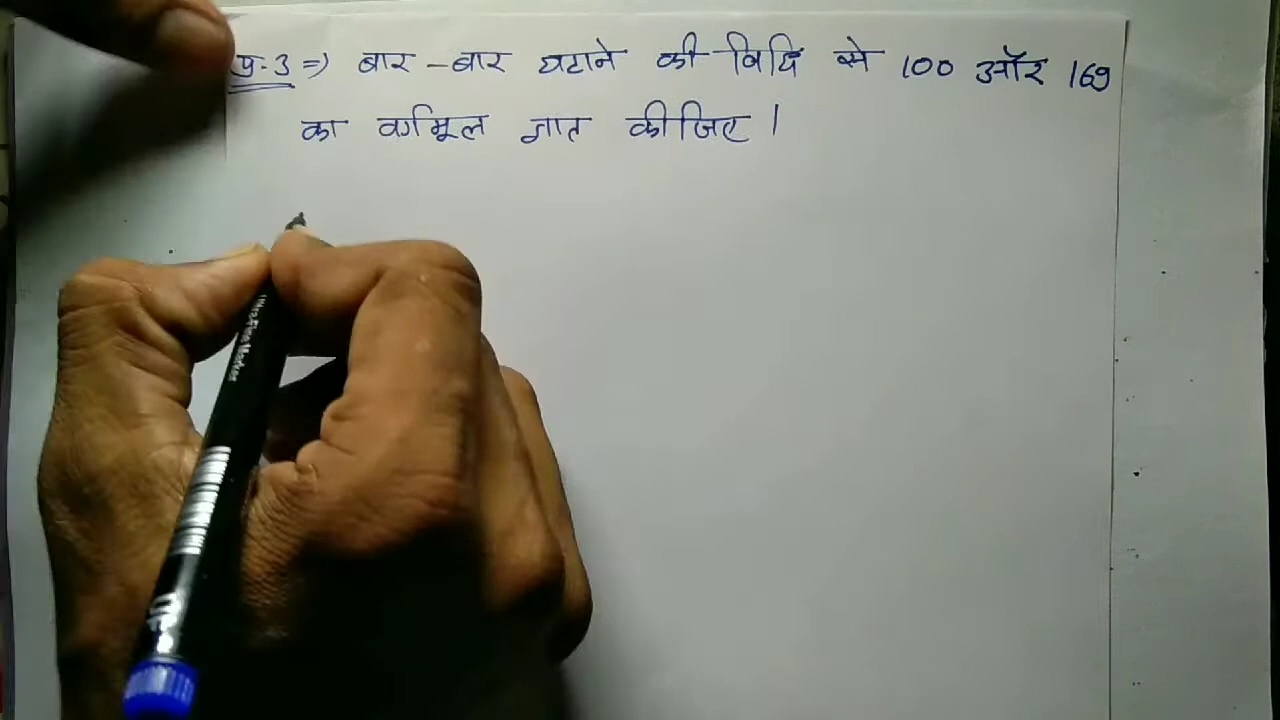 प्र.3 ⇒ बार-बार घटाने की विधि से 100 और 169
का वर्गमूल ज्ञात कीजिए।